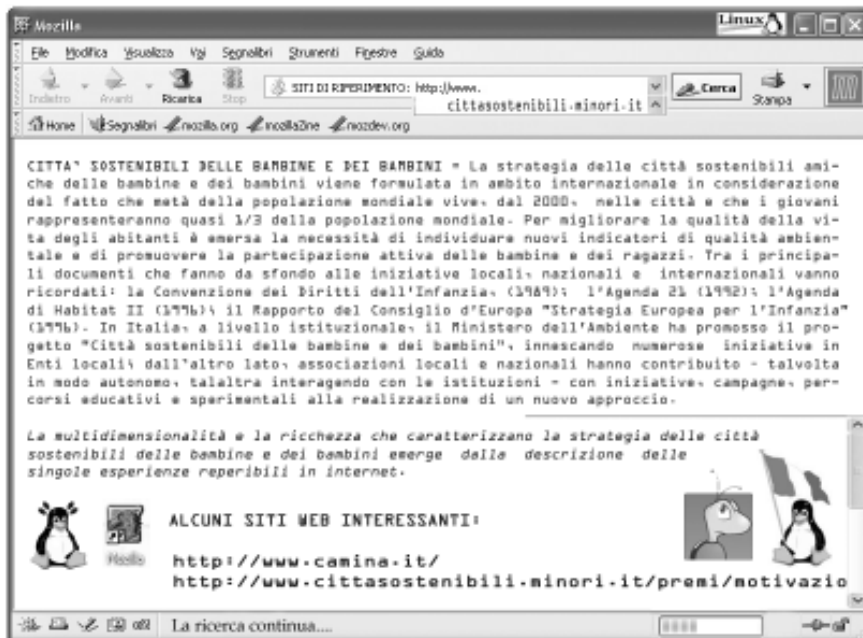 Mozilla
Linux
File Modifica Visualizza Vai Segnalibri Strumenti Finestre Guida
Indietro Avanti Ricarica Stop SITI DI RIFERIMENTO: http://www. Cerca Stampa
cittasostenibili.minori.it
Home Segnalibri mozilla.org mozillaZine mozdev.org
CITTA' SOSTENIBILI DELLE BAMBINE E DEI BAMBINI - La strategia delle città sostenibili ami-
che delle bambine e dei bambini viene formulata in ambito internazionale in considerazione
del fatto che metà della popolazione mondiale vive, dal 2000, nelle città e che i giovani
rappresenteranno quasi 1/3 della popolazione mondiale. Per migliorare la qualità della vi-
ta degli abitanti è emersa la necessità di individuare nuovi indicatori di qualità ambien-
tale e di promuovere la partecipazione attiva delle bambine e dei ragazzi. Tra i principa-
li documenti che fanno da sfondo alle iniziative locali, nazionali e internazionali vanno
ricordati: la Convenzione dei Diritti dell'Infanzia, (1989); l'Agenda 21 (1992); l'Agenda
di Habitat II (1996); il Rapporto del Consiglio d'Europa "Strategia Europea per l'Infanzia"
(1996). In Italia, a livello istituzionale, il Ministero dell'Ambiente ha promosso il pro-
getto "Città sostenibili delle bambine e dei bambini", innescando numerose iniziative in
Enti locali; dall'altro lato, associazioni locali e nazionali hanno contribuito - talvolta
in modo autonomo, talaltra interagendo con le istituzioni - con iniziative, campagne, per-
corsi educativi e sperimentali alla realizzazione di un nuovo approccio.
La multidimensionalità e la ricchezza che caratterizzano la strategia delle città
sostenibili delle bambine e dei bambini emerge dalla descrizione delle
singole esperienze reperibili in internet.
Mozilla
ALCUNI SITI WEB INTERESSANTI:
http://www.camina.it/
http://www.cittasostenibili.minori.it/premi/motivazio
La ricerca continua....